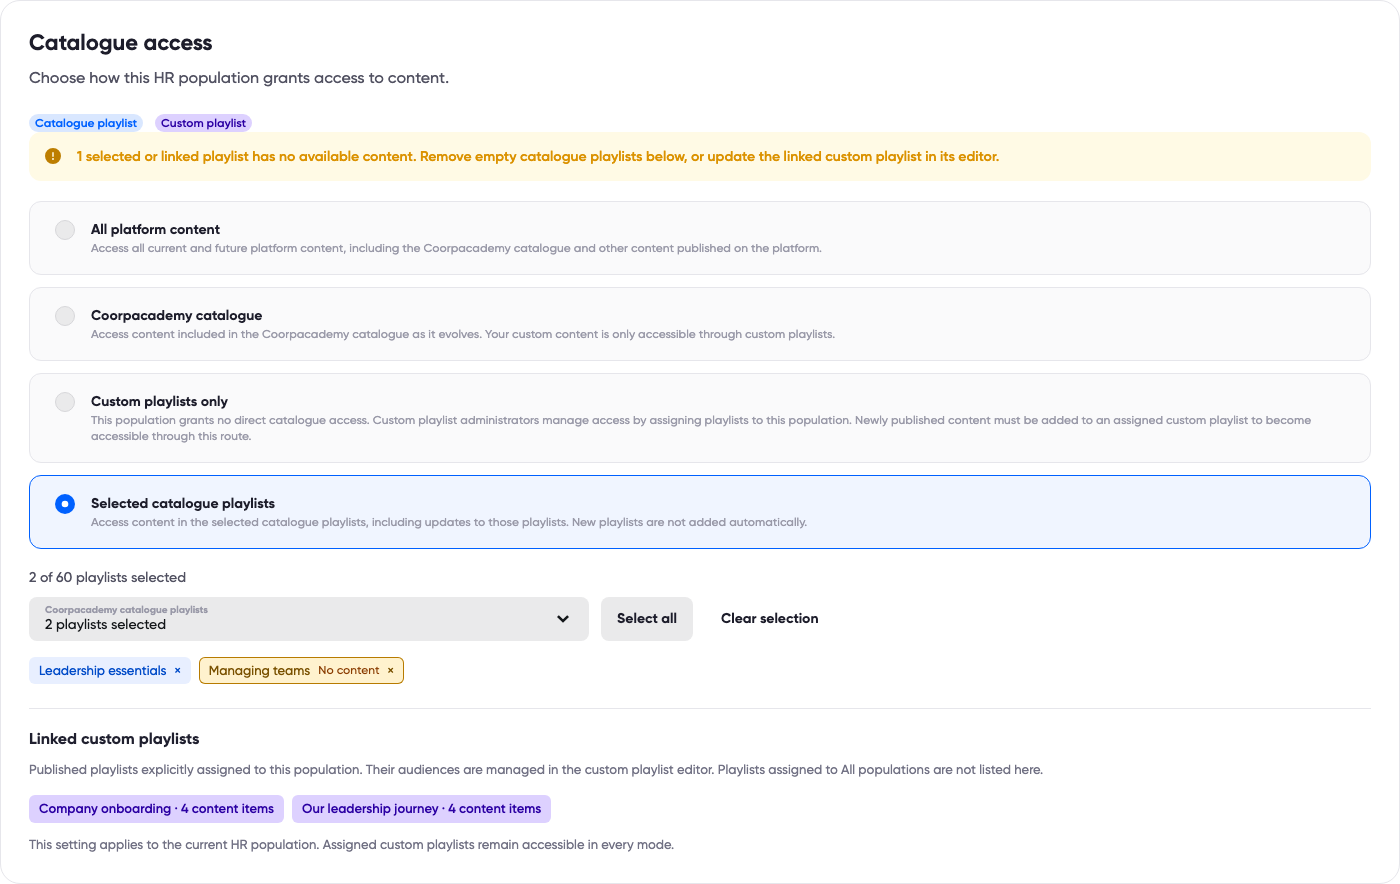 Catalogue access
Choose how this HR population grants access to content.
Catalogue playlist Custom playlist
! 1 selected or linked playlist has no available content. Remove empty catalogue playlists below, or update the linked custom playlist in its editor.
All platform content
Access all current and future platform content, including the Coorpacademy catalogue and other content published on the platform.
Coorpacademy catalogue
Access content included in the Coorpacademy catalogue as it evolves. Your custom content is only accessible through custom playlists.
Custom playlists only
This population grants no direct catalogue access. Custom playlist administrators manage access by assigning playlists to this population. Newly published content must be added to an assigned custom playlist to become
accessible through this route.
Selected catalogue playlists
Access content in the selected catalogue playlists, including updates to those playlists. New playlists are not added automatically.
2 of 60 playlists selected
Coorpacademy catalogue playlists
2 playlists selected
Select all
Clear selection
Leadership essentials ×
Managing teams No content ×
Linked custom playlists
Published playlists explicitly assigned to this population. Their audiences are managed in the custom playlist editor. Playlists assigned to All populations are not listed here.
Company onboarding · 4 content items
Our leadership journey · 4 content items
This setting applies to the current HR population. Assigned custom playlists remain accessible in every mode.